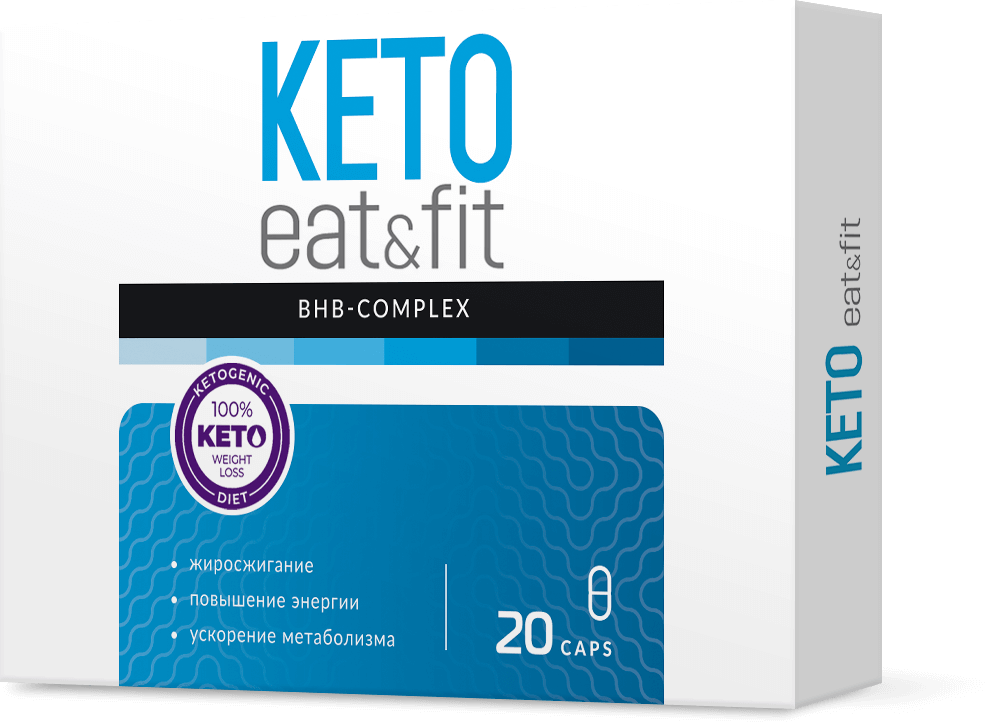 KETO
eat&fit
BHB-COMPLEX
KETOGENIC
100%
KETO
WEIGHT
LOSS
DIET
• жиросжигание
• повышение энергии
• ускорение метаболизма
20 CAPS
KETO eat&fit